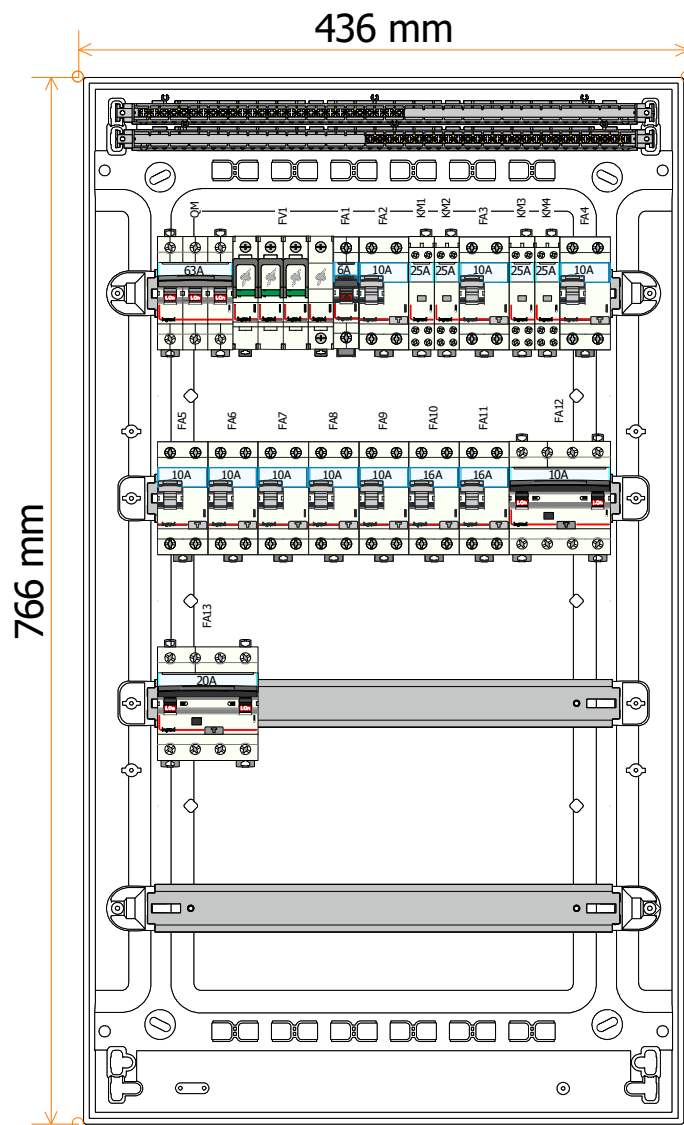 436 mm
766 mm
QM FV1 FA1 FA2 KM1 KM2 FA3 KM3 KM4 FA4
63A 6A 10A 25A 25A 10A 25A 25A 10A
FA5 FA6 FA7 FA8 FA9 FA10 FA11 FA12
10A 10A 10A 10A 10A 16A 16A 10A
FA13
20A